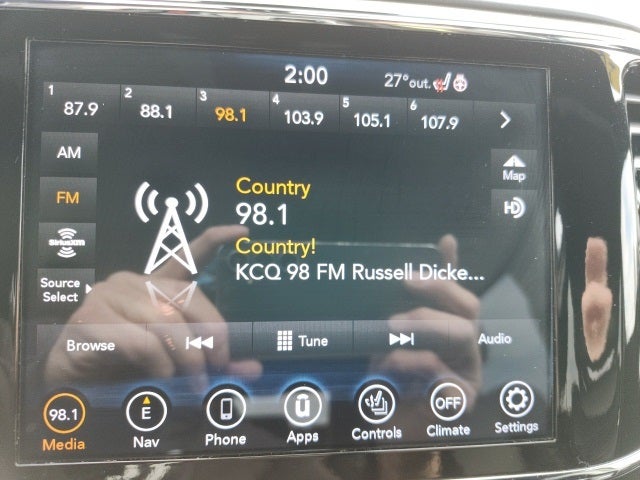 2:00 27° out.
1 87.9 2 88.1 3 98.1 4 103.9 5 105.1 6 107.9
AM
Map
FM
HD
SiriusXM
Source Select
Country
98.1
Country!
KCQ 98 FM Russell Dicke...
Browse Tune Audio
98.1 E u OFF
Media Nav Phone Apps Controls Climate Settings